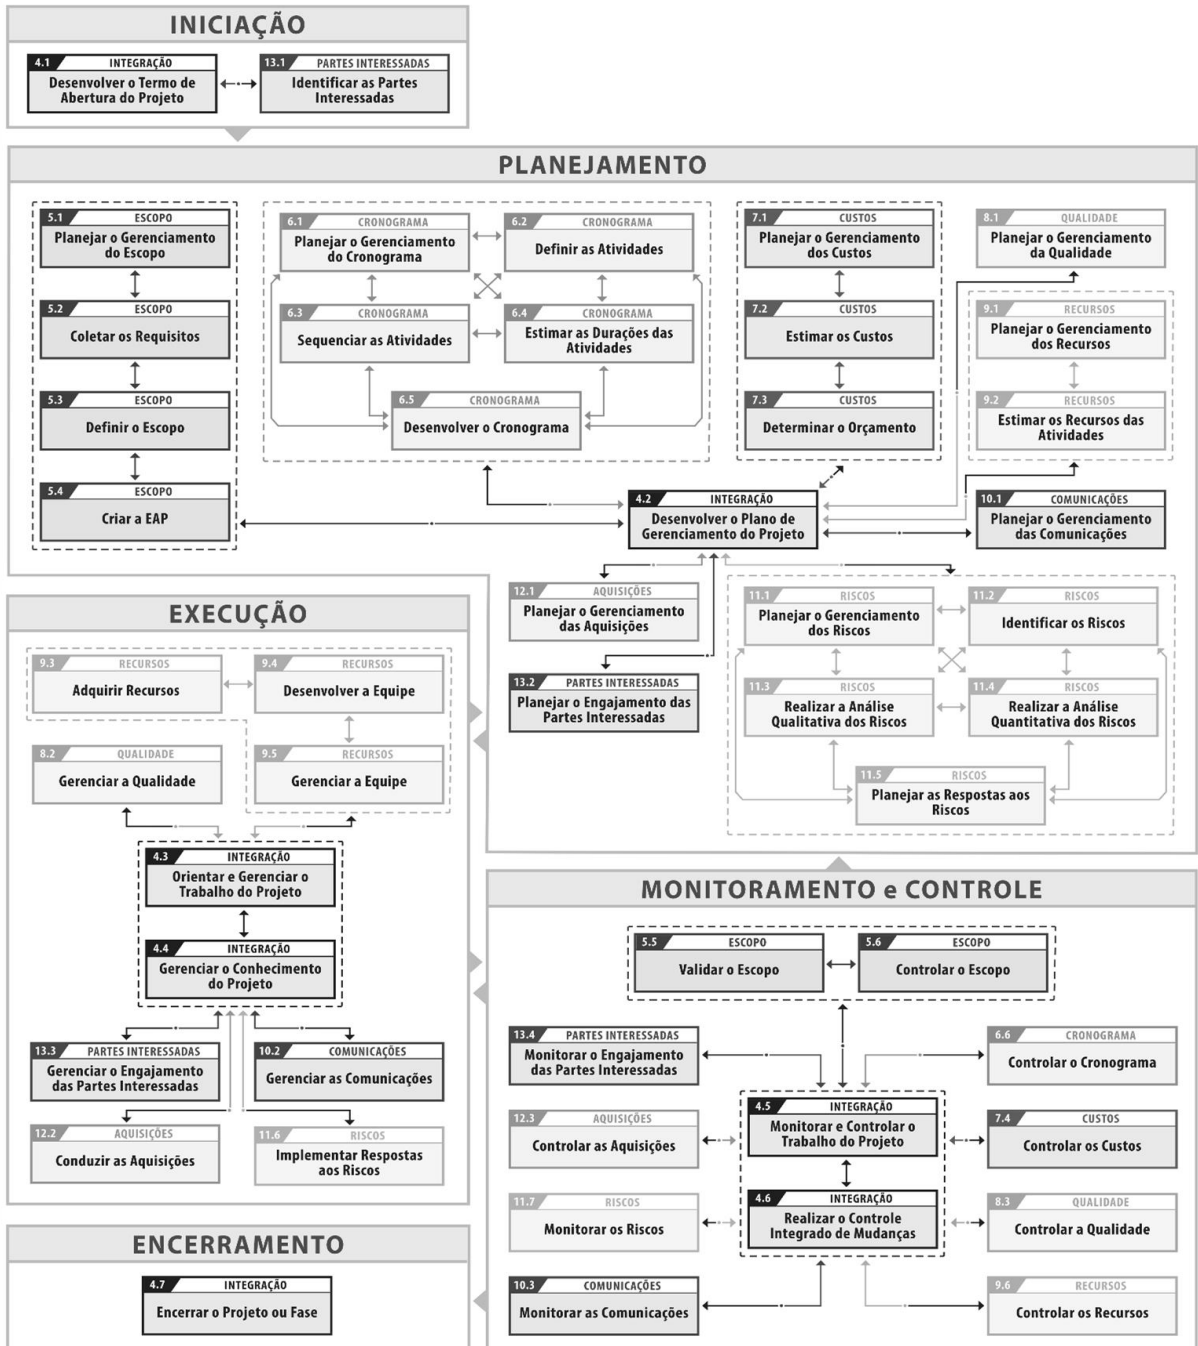 INICIAÇÃO
4.1 INTEGRAÇÃO
Desenvolver o Termo de
Abertura do Projeto
13.1 PARTES INTERESSADAS
Identificar as Partes
Interessadas
PLANEJAMENTO
5.1 ESCOPO
Planejar o Gerenciamento
do Escopo
5.2 ESCOPO
Coletar os Requisitos
5.3 ESCOPO
Definir o Escopo
5.4 ESCOPO
Criar a EAP
6.1 CRONOGRAMA
Planejar o Gerenciamento
do Cronograma
6.2 CRONOGRAMA
Definir as Atividades
6.3 CRONOGRAMA
Sequenciar as Atividades
6.4 CRONOGRAMA
Estimar as Durações das
Atividades
6.5 CRONOGRAMA
Desenvolver o Cronograma
7.1 CUSTOS
Planejar o Gerenciamento
dos Custos
7.2 CUSTOS
Estimar os Custos
7.3 CUSTOS
Determinar o Orçamento
8.1 QUALIDADE
Planejar o Gerenciamento
da Qualidade
9.1 RECURSOS
Planejar o Gerenciamento
dos Recursos
9.2 RECURSOS
Estimar os Recursos das
Atividades
4.2 INTEGRAÇÃO
Desenvolver o Plano de
Gerenciamento do Projeto
10.1 COMUNICAÇÕES
Planejar o Gerenciamento
das Comunicações
12.1 AQUISIÇÕES
Planejar o Gerenciamento
das Aquisições
13.2 PARTES INTERESSADAS
Planejar o Engajamento das
Partes Interessadas
11.1 RISCOS
Planejar o Gerenciamento
dos Riscos
11.2 RISCOS
Identificar os Riscos
11.3 RISCOS
Realizar a Análise
Qualitativa dos Riscos
11.4 RISCOS
Realizar a Análise
Quantitativa dos Riscos
11.5 RISCOS
Planejar as Respostas aos
Riscos
EXECUÇÃO
9.3 RECURSOS
Adquirir Recursos
9.4 RECURSOS
Desenvolver a Equipe
8.2 QUALIDADE
Gerenciar a Qualidade
9.5 RECURSOS
Gerenciar a Equipe
4.3 INTEGRAÇÃO
Orientar e Gerenciar o
Trabalho do Projeto
4.4 INTEGRAÇÃO
Gerenciar o Conhecimento
do Projeto
13.3 PARTES INTERESSADAS
Gerenciar o Engajamento
das Partes Interessadas
10.2 COMUNICAÇÕES
Gerenciar as Comunicações
12.2 AQUISIÇÕES
Conduzir as Aquisições
11.6 RISCOS
Implementar Respostas
aos Riscos
MONITORAMENTO e CONTROLE
5.5 ESCOPO
Validar o Escopo
5.6 ESCOPO
Controlar o Escopo
13.4 PARTES INTERESSADAS
Monitorar o Engajamento
das Partes Interessadas
6.6 CRONOGRAMA
Controlar o Cronograma
12.3 AQUISIÇÕES
Controlar as Aquisições
4.5 INTEGRAÇÃO
Monitorar e Controlar o
Trabalho do Projeto
7.4 CUSTOS
Controlar os Custos
11.7 RISCOS
Monitorar os Riscos
4.6 INTEGRAÇÃO
Realizar o Controle
Integrado de Mudanças
8.3 QUALIDADE
Controlar a Qualidade
10.3 COMUNICAÇÕES
Monitorar as Comunicações
9.6 RECURSOS
Controlar os Recursos
ENCERRAMENTO
4.7 INTEGRAÇÃO
Encerrar o Projeto ou Fase